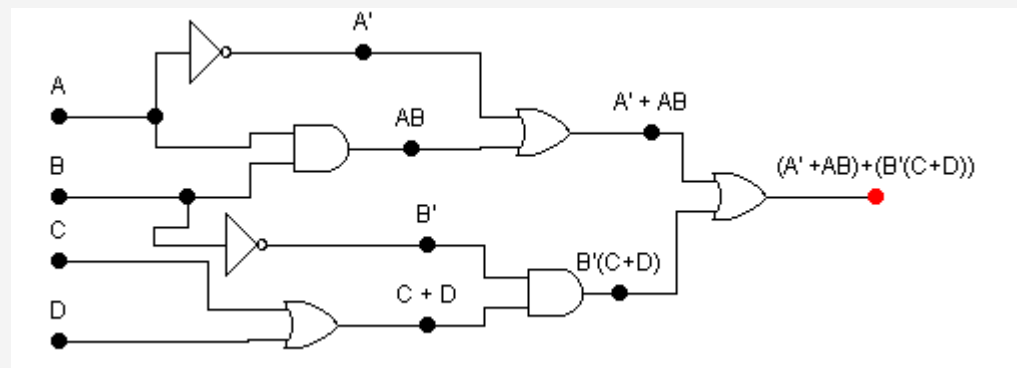 A'
A
AB
A' + AB
B
(A' +AB)+(B'(C+D))
B'
C
B'(C+D)
C + D
D